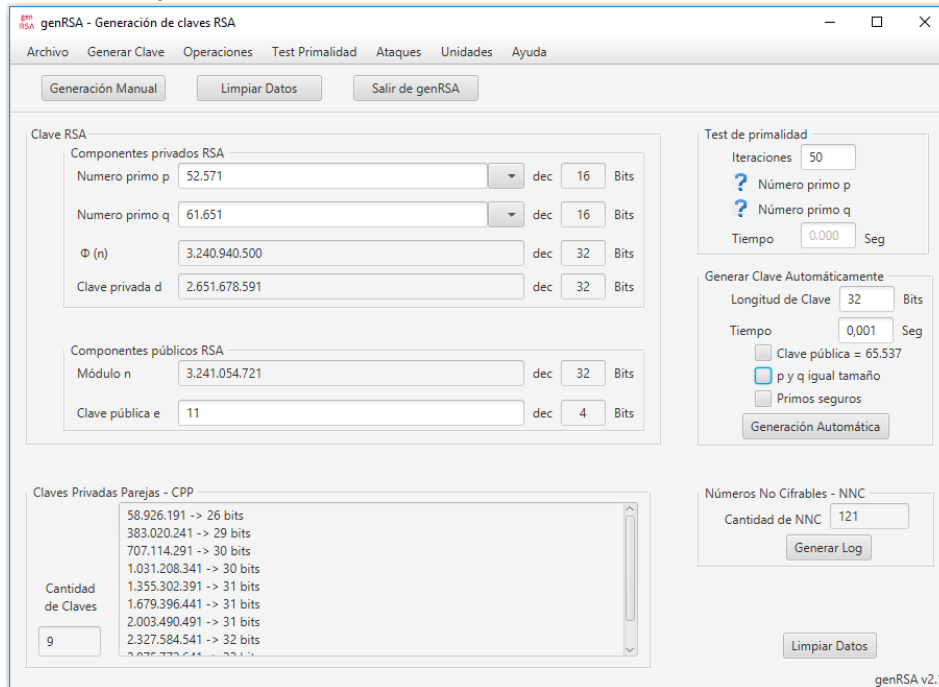 gen RSA genRSA - Generación de claves RSA
Archivo Generar Clave Operaciones Test Primalidad Ataques Unidades Ayuda
Generación Manual Limpiar Datos Salir de genRSA
Clave RSA
Componentes privados RSA
Numero primo p 52.571 dec 16 Bits
Numero primo q 61.651 dec 16 Bits
Φ (n) 3.240.940.500 dec 32 Bits
Clave privada d 2.651.678.591 dec 32 Bits
Componentes públicos RSA
Módulo n 3.241.054.721 dec 32 Bits
Clave pública e 11 dec 4 Bits
Test de primalidad
Iteraciones 50
? Número primo p
? Número primo q
Tiempo 0.000 Seg
Generar Clave Automáticamente
Longitud de Clave 32 Bits
Tiempo 0,001 Seg
Clave pública = 65.537
p y q igual tamaño
Primos seguros
Generación Automática
Claves Privadas Parejas - CPP
58.926.191 -> 26 bits
383.020.241 -> 29 bits
707.114.291 -> 30 bits
1.031.208.341 -> 30 bits
1.355.302.391 -> 31 bits
1.679.396.441 -> 31 bits
2.003.490.491 -> 31 bits
2.327.584.541 -> 32 bits
Cantidad
de Claves
9
Números No Cifrables - NNC
Cantidad de NNC 121
Generar Log
Limpiar Datos
genRSA v2.